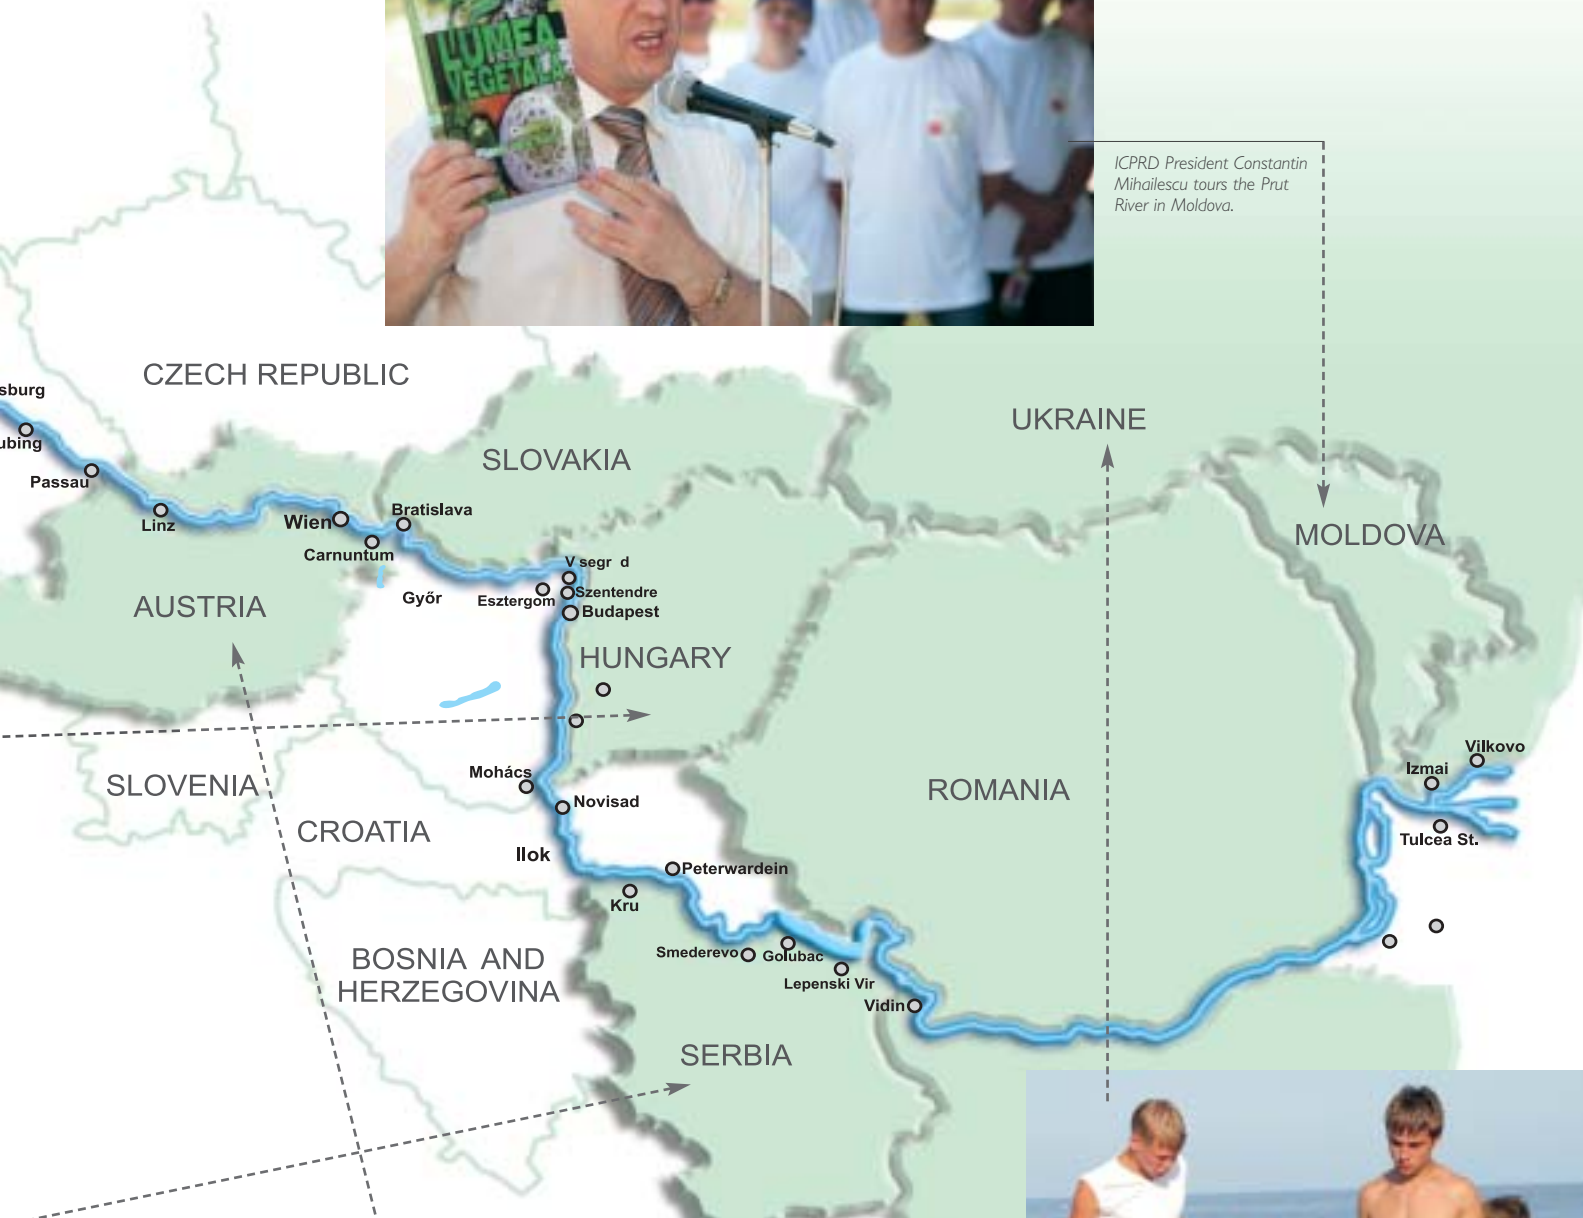 LUMEA
VEGETALĂ
ICPRD President Constantin
Mihailescu tours the Prut
River in Moldova.
CZECH REPUBLIC
sburg
ubing
Passau
Linz
Wien
Carnuntum
Bratislava
SLOVAKIA
UKRAINE
MOLDOVA
AUSTRIA
Győr
Esztergom
V segr d
Szentendre
Budapest
HUNGARY
SLOVENIA
CROATIA
Mohács
Novisad
Ilok
Peterwardein
Kru
ROMANIA
Vilkovo
Izmai
Tulcea St.
BOSNIA AND
HERZEGOVINA
Smederevo
Golubac
Lepenski Vir
Vidin
SERBIA